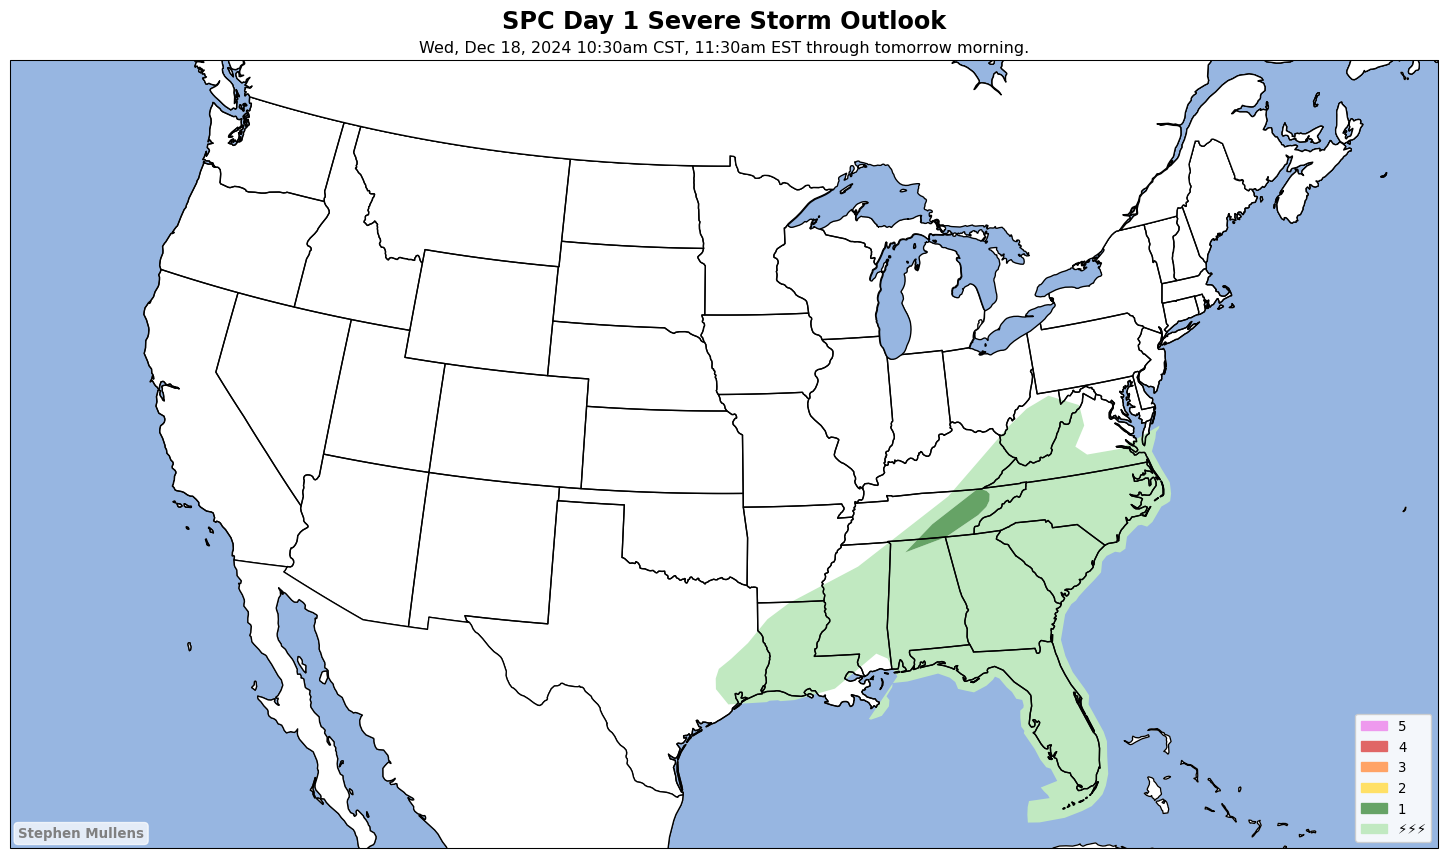 SPC Day 1 Severe Storm Outlook
Wed, Dec 18, 2024 10:30am CST, 11:30am EST through tomorrow morning.
5
4
3
2
1
⚡⚡⚡
Stephen Mullens